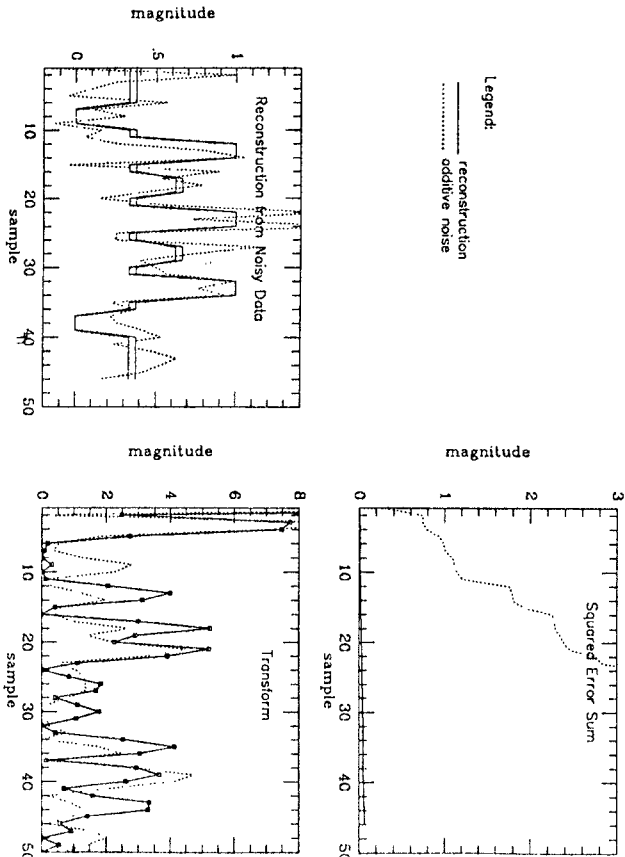 Legend:
reconstruction
additive noise
Squared Error Sum
magnitude
0
1
2
3
10
20
30
40
50
sample
Reconstruction from Noisy Data
magnitude
0
.5
1
10
20
30
40
50
sample
Transform
magnitude
0
2
4
6
8
10
20
30
40
50
sample